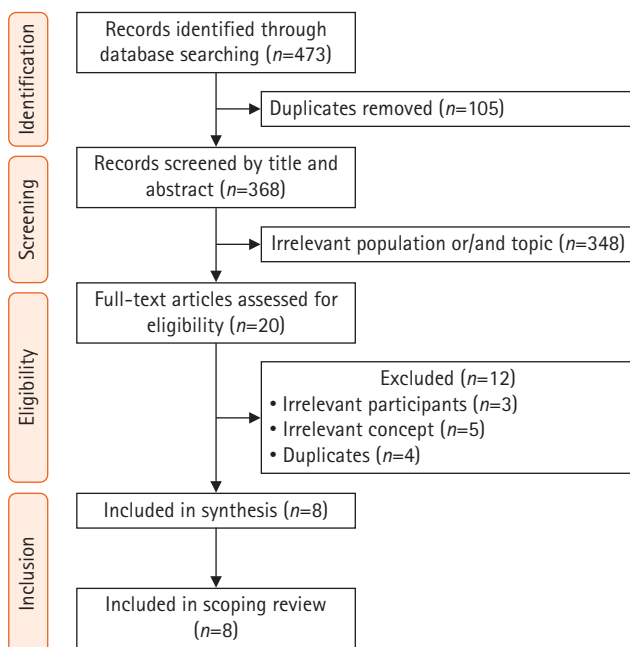 Identification
Records identified through
database searching (n=473)
Duplicates removed (n=105)
Screening
Records screened by title and
abstract (n=368)
Irrelevant population or/and topic (n=348)
Eligibility
Full-text articles assessed for
eligibility (n=20)
Excluded (n=12)
• Irrelevant participants (n=3)
• Irrelevant concept (n=5)
• Duplicates (n=4)
Inclusion
Included in synthesis (n=8)
Included in scoping review
(n=8)